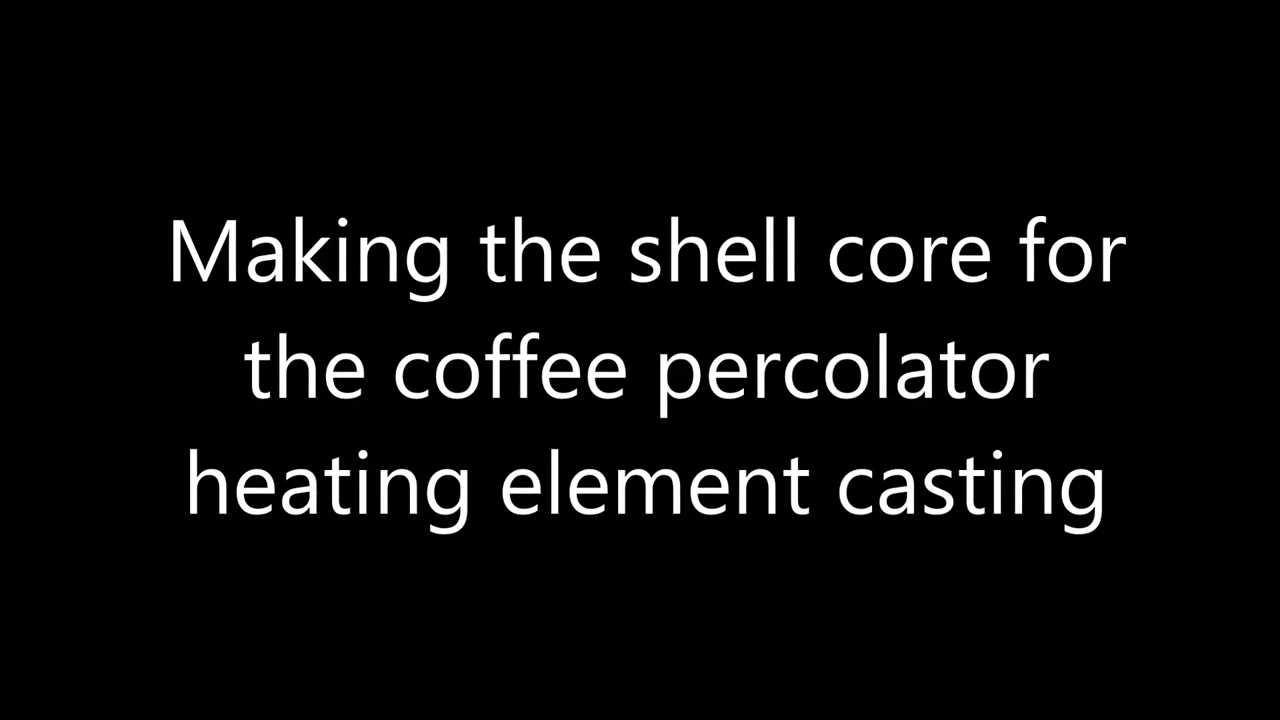 Making the shell core for
the coffee percolator
heating element casting